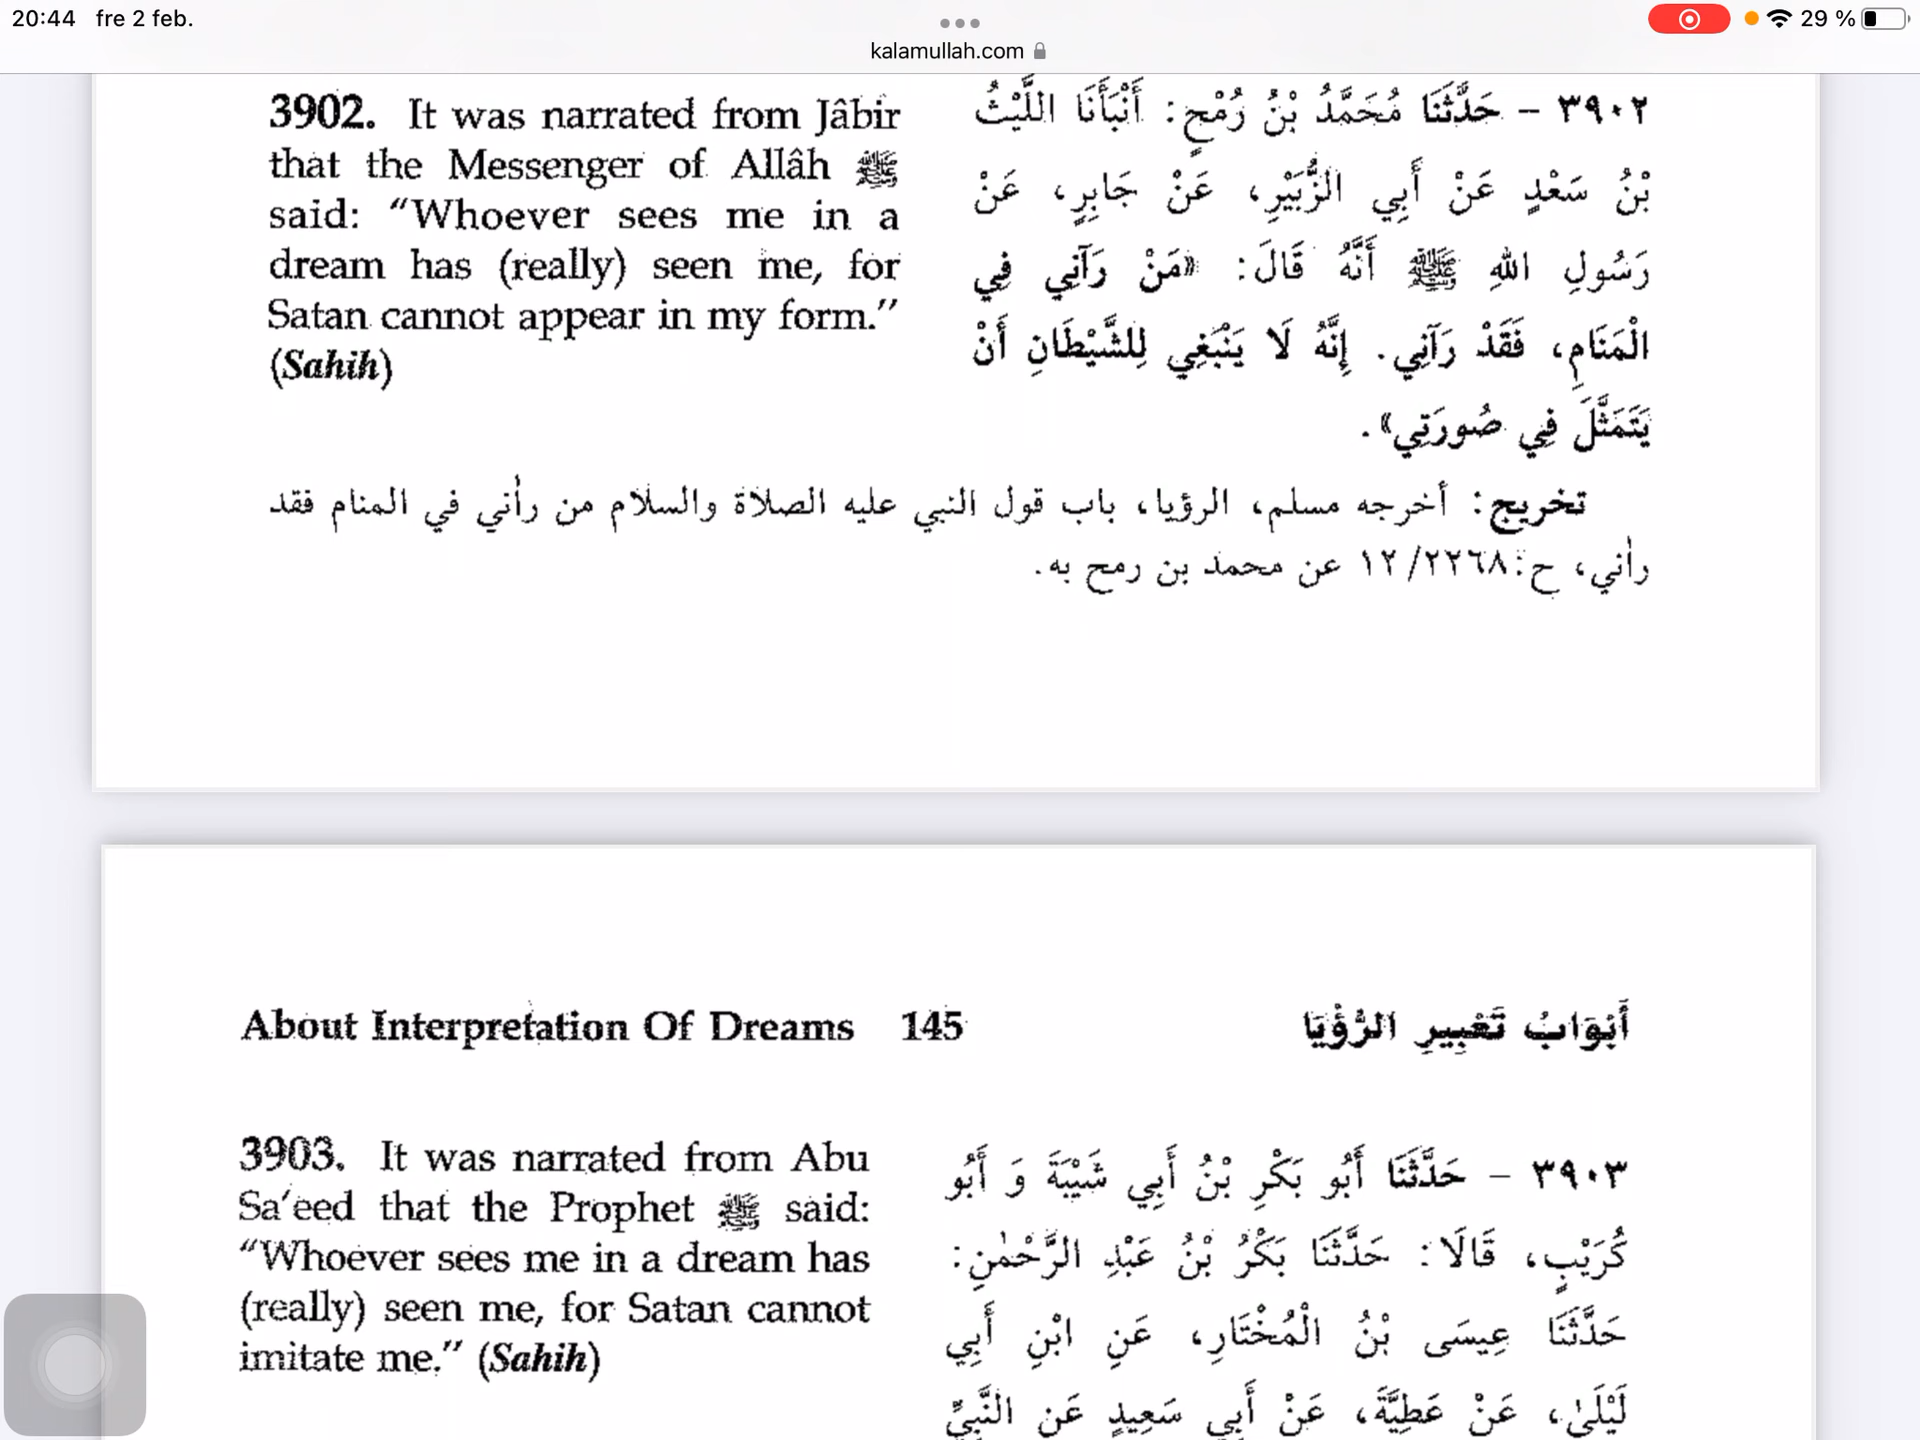 20:44 fre 2 feb.
29 %
kalamullah.com
3902. It was narrated from Jâbir
that the Messenger of Allâh ﷺ
said: “Whoever sees me in a
dream has (really) seen me, for
Satan cannot appear in my form.”
(Sahih)
٣٩٠٢ - حَدَّثَنَا مُحَمَّدُ بْنُ رُمْحٍ: أَنْبَأَنَا اللَّيْثُ
بْنُ سَعْدٍ عَنْ أَبِي الزُّبَيْرِ، عَنْ جَابِرٍ، عَنْ
رَسُولِ اللهِ ﷺ أَنَّهُ قَالَ: «مَنْ رَآنِي فِي
الْمَنَامِ، فَقَدْ رَآنِي. إِنَّهُ لَا يَنْبَغِي لِلشَّيْطَانِ أَنْ
يَتَمَثَّلَ فِي صُورَتِي».
تخريج: أخرجه مسلم، الرؤيا، باب قول النبي عليه الصلاة والسلام من رأني في المنام فقد
رأني، ح:٢٢٦٨/ ١٢ عن محمد بن رمح به.
About Interpretation Of Dreams 145
أَبْوَابُ تَعْبِيرِ الرُّؤْيَا
3903. It was narrated from Abu
Sa’eed that the Prophet ﷺ said:
“Whoever sees me in a dream has
(really) seen me, for Satan cannot
imitate me.” (Sahih)
٣٩٠٣ - حَدَّثَنَا أَبُو بَكْرِ بْنُ أَبِي شَيْبَةَ وَ أَبُو
كُرَيْبٍ، قَالَا: حَدَّثَنَا بَكْرُ بْنُ عَبْدِ الرَّحْمٰنِ:
حَدَّثَنَا عِيسَى بْنُ الْمُخْتَارِ، عَنِ ابْنِ أَبِي
لَيْلَىٰ، عَنْ عَطِيَّةَ، عَنْ أَبِي سَعِيدٍ عَنِ النَّبِيِّ